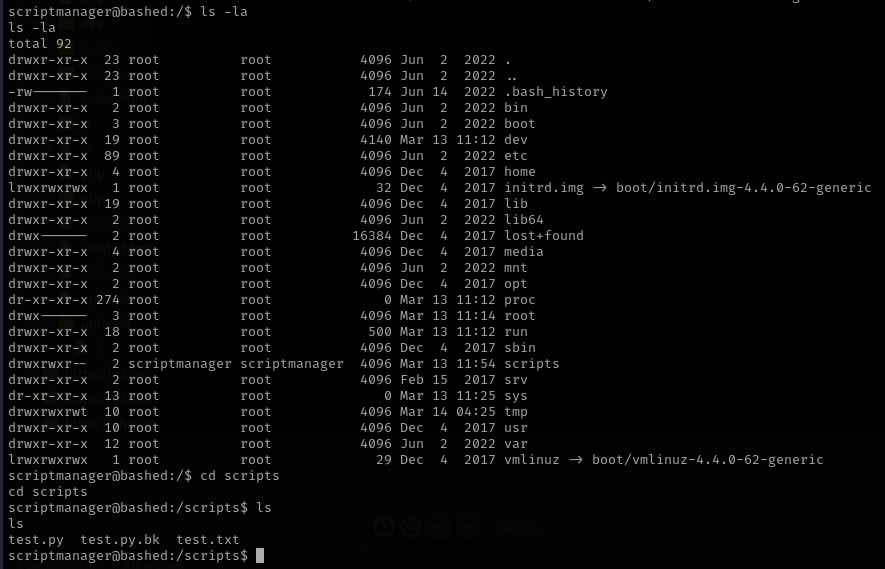 scriptmanager@bashed:/$ ls -la
ls -la
total 92
drwxr-xr-x  23 root          root           4096 Jun  2  2022 .
drwxr-xr-x  23 root          root           4096 Jun  2  2022 ..
-rw-------   1 root          root            174 Jun 14  2022 .bash_history
drwxr-xr-x   2 root          root           4096 Jun  2  2022 bin
drwxr-xr-x   3 root          root           4096 Jun  2  2022 boot
drwxr-xr-x  19 root          root           4140 Mar 13 11:12 dev
drwxr-xr-x  89 root          root           4096 Jun  2  2022 etc
drwxr-xr-x   4 root          root           4096 Dec  4  2017 home
lrwxrwxrwx   1 root          root             32 Dec  4  2017 initrd.img -> boot/initrd.img-4.4.0-62-generic
drwxr-xr-x  19 root          root           4096 Dec  4  2017 lib
drwxr-xr-x   2 root          root           4096 Jun  2  2022 lib64
drwx------   2 root          root          16384 Dec  4  2017 lost+found
drwxr-xr-x   4 root          root           4096 Dec  4  2017 media
drwxr-xr-x   2 root          root           4096 Jun  2  2022 mnt
drwxr-xr-x   2 root          root           4096 Dec  4  2017 opt
dr-xr-xr-x 274 root          root              0 Mar 13 11:12 proc
drwx------   3 root          root           4096 Mar 13 11:14 root
drwxr-xr-x  18 root          root            500 Mar 13 11:12 run
drwxr-xr-x   2 root          root           4096 Dec  4  2017 sbin
drwxrwxr--   2 scriptmanager scriptmanager  4096 Mar 13 11:54 scripts
drwxr-xr-x   2 root          root           4096 Feb 15  2017 srv
dr-xr-xr-x  13 root          root              0 Mar 13 11:25 sys
drwxrwxrwt  10 root          root           4096 Mar 14 04:25 tmp
drwxr-xr-x  10 root          root           4096 Dec  4  2017 usr
drwxr-xr-x  12 root          root           4096 Jun  2  2022 var
lrwxrwxrwx   1 root          root             29 Dec  4  2017 vmlinuz -> boot/vmlinuz-4.4.0-62-generic
scriptmanager@bashed:/$ cd scripts
cd scripts
scriptmanager@bashed:/scripts$ ls
ls
test.py  test.py.bk  test.txt
scriptmanager@bashed:/scripts$
Search